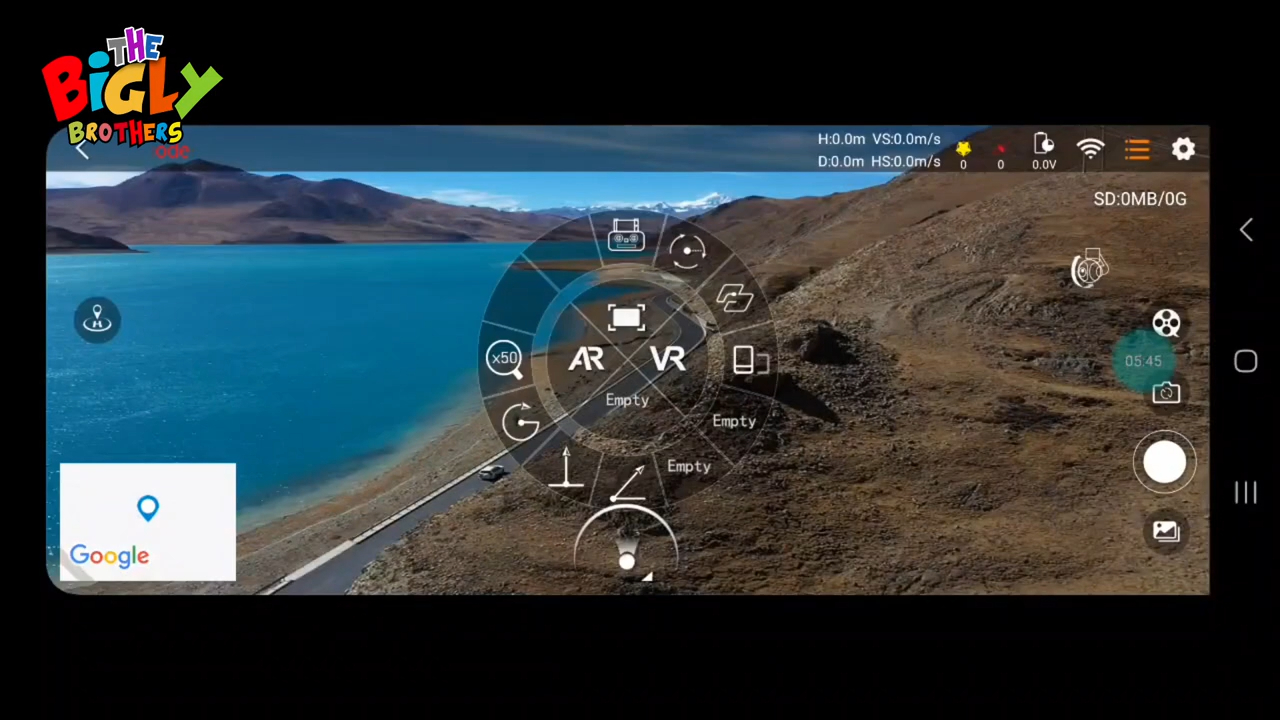 THE
BiGLY
BROTHERS
ode
H:0.0m VS:0.0m/s
D:0.0m HS:0.0m/s
0
0
0.0V
SD:0MB/0G
H
x50
AR
VR
Empty
Empty
Empty
05:45
Google